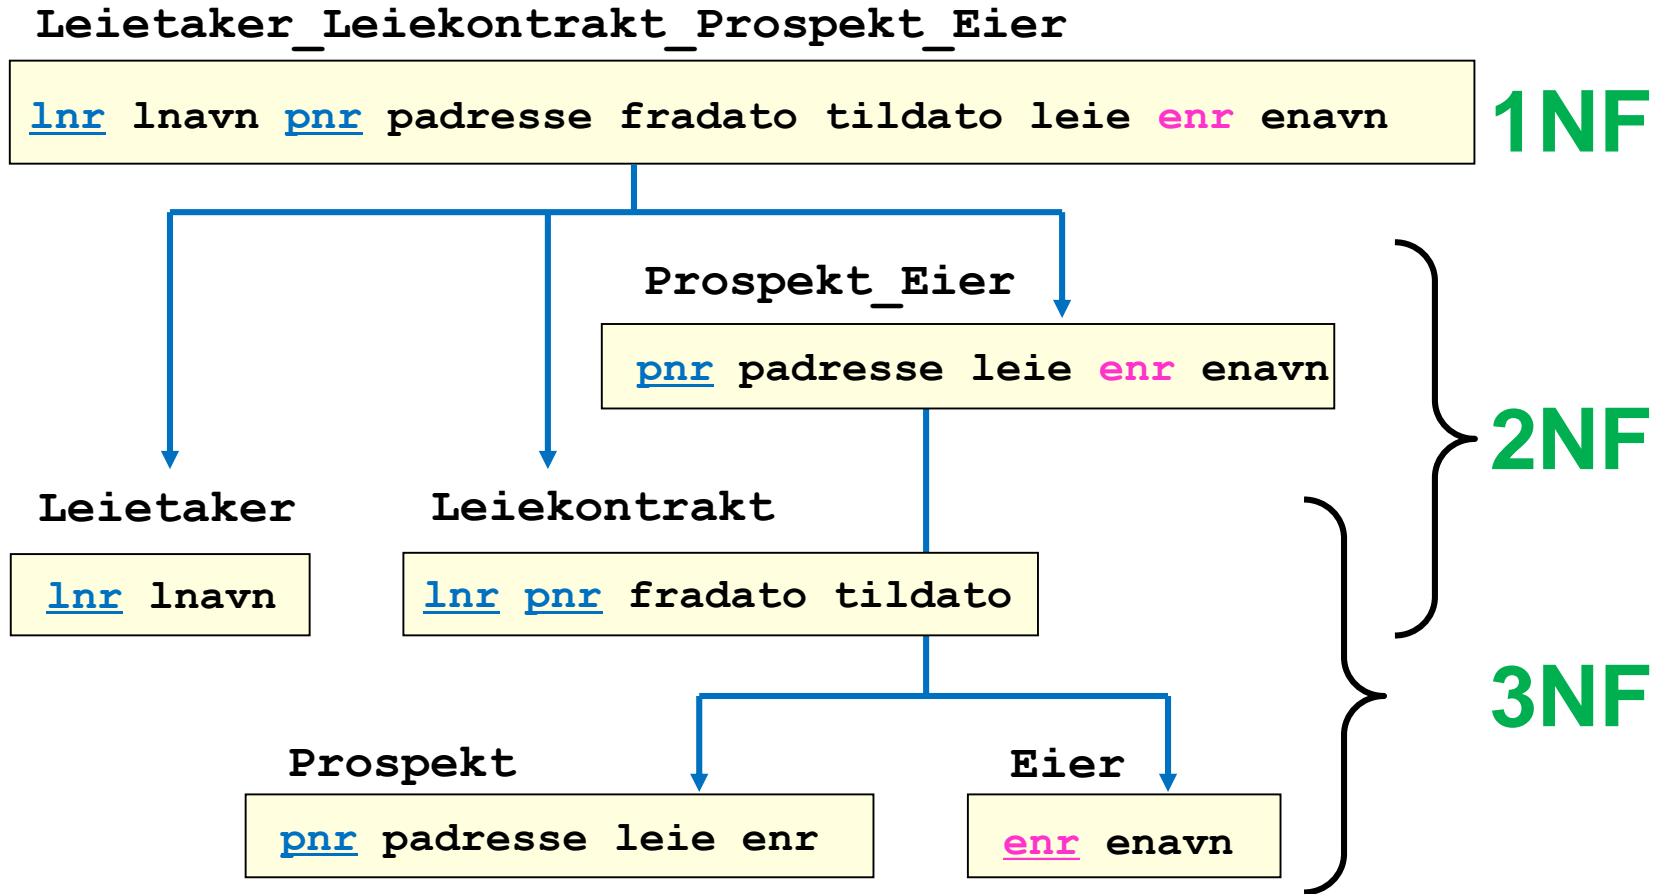 Leietaker_Leiekontrakt_Prospekt_Eier
lnr lnavn pnr padresse fradato tildato leie enr enavn
1NF
Prospekt_Eier
pnr padresse leie enr enavn
2NF
Leietaker
Leiekontrakt
lnr lnavn
lnr pnr fradato tildato
3NF
Prospekt
Eier
pnr padresse leie enr
enr enavn